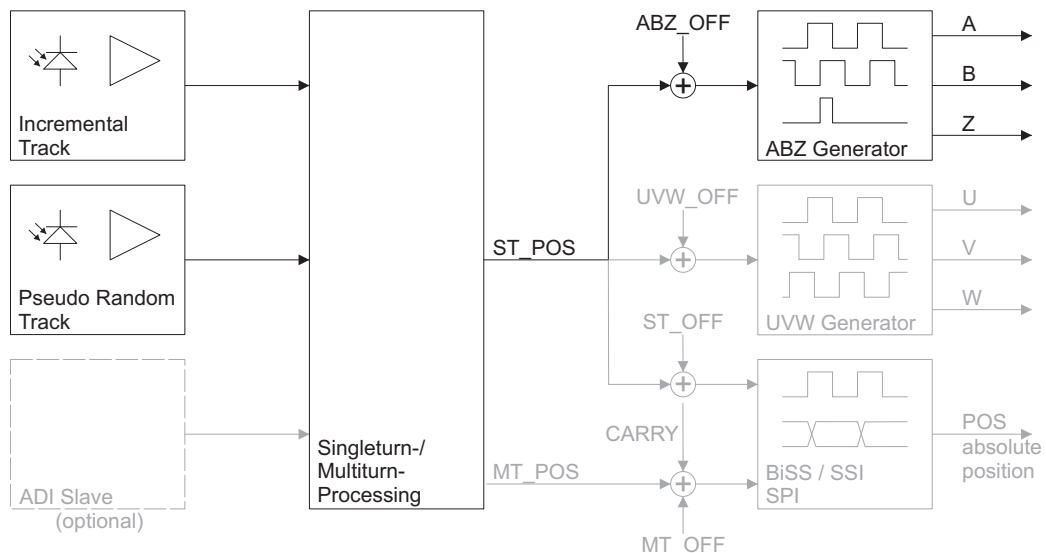 Incremental
Track
Pseudo Random
Track
ADI Slave
(optional)
Singleturn-/
Multiturn-
Processing
ST_POS
MT_POS
ABZ_OFF
UVW_OFF
ST_OFF
CARRY
MT_OFF
ABZ Generator
A
B
Z
UVW Generator
U
V
W
BiSS / SSI
SPI
POS
absolute
position